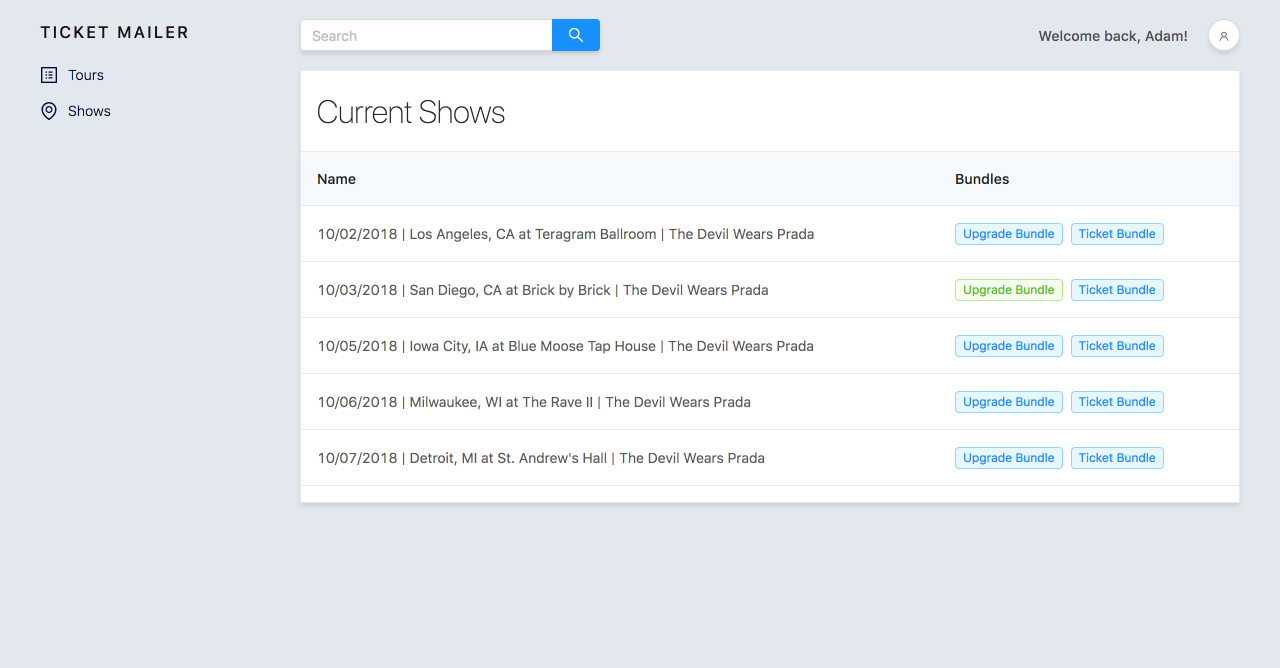 TICKET MAILER
Tours
Shows
Search
Welcome back, Adam!
Current Shows
Name Bundles
10/02/2018 | Los Angeles, CA at Teragram Ballroom | The Devil Wears Prada Upgrade Bundle Ticket Bundle
10/03/2018 | San Diego, CA at Brick by Brick | The Devil Wears Prada Upgrade Bundle Ticket Bundle
10/05/2018 | Iowa City, IA at Blue Moose Tap House | The Devil Wears Prada Upgrade Bundle Ticket Bundle
10/06/2018 | Milwaukee, WI at The Rave II | The Devil Wears Prada Upgrade Bundle Ticket Bundle
10/07/2018 | Detroit, MI at St. Andrew's Hall | The Devil Wears Prada Upgrade Bundle Ticket Bundle